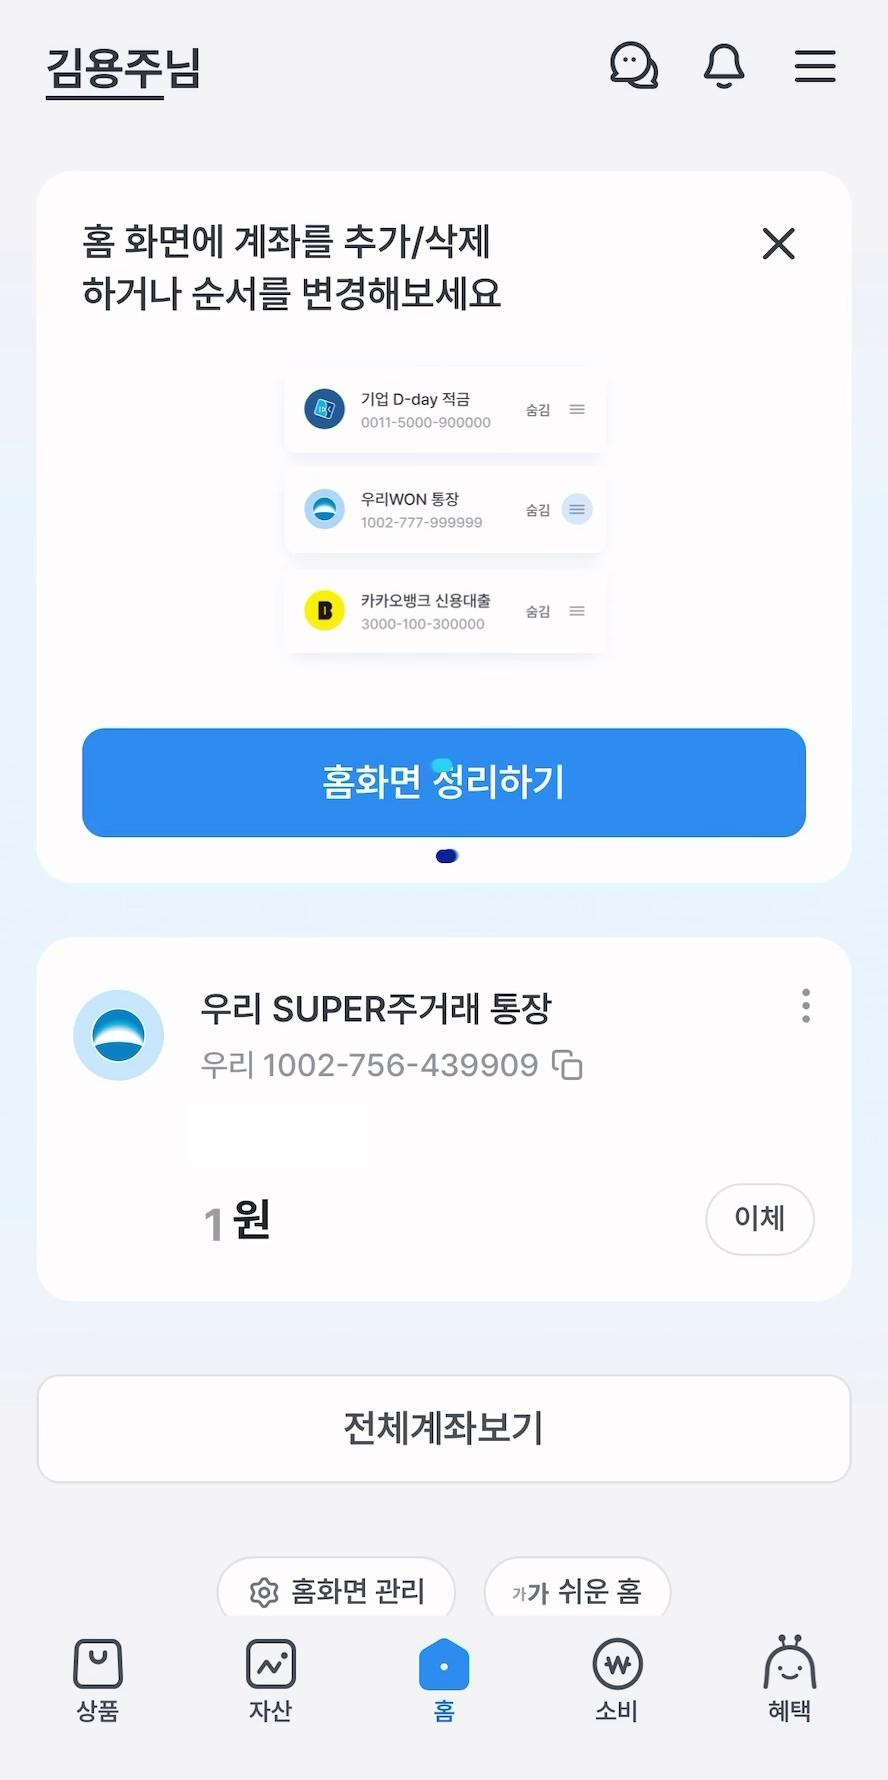 김용주님
홈 화면에 계좌를 추가/삭제
하거나 순서를 변경해보세요
기업 D-day 적금
0011-5000-900000
숨김
우리WON 통장
1002-777-999999
숨김
카카오뱅크 신용대출
3000-100-300000
숨김
홈화면 정리하기
우리 SUPER주거래 통장
우리 1002-756-439909
1원
이체
전체계좌보기
홈화면 관리
가가 쉬운 홈
상품
자산
홈
소비
혜택